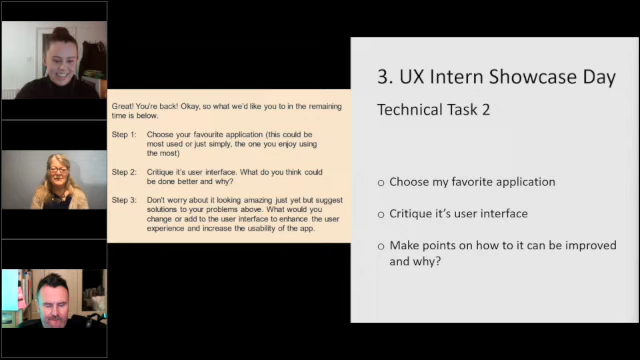 Great! You're back! Okay, so what we'd like you to in the remaining
time is below.
Step 1: Choose your favourite application (this could be
most used or just simply, the one you enjoy using
the most)
Step 2: Critique it's user interface. What do you think could
be done better and why?
Step 3: Don't worry about it looking amazing just yet but suggest
solutions to your problems above. What would you
change or add to the user interface to enhance the user
experience and increase the usability of the app.
3. UX Intern Showcase Day
Technical Task 2
o Choose my favorite application
o Critique it's user interface
o Make points on how to it can be improved
and why?